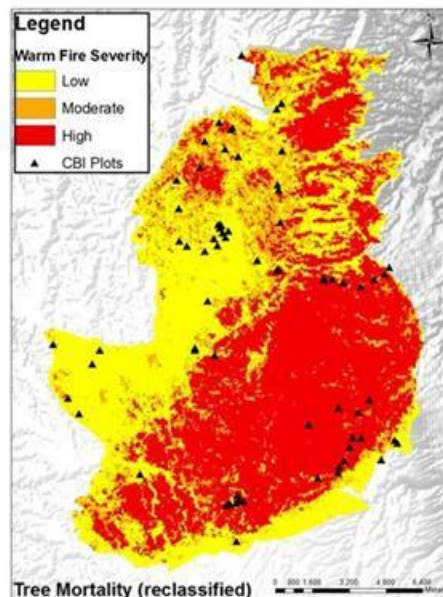 Legend
Warm Fire Severity
Low
Moderate
High
CBI Plots
Tree Mortality (reclassified)
0 800 1,600 3,200 4,800 6,400